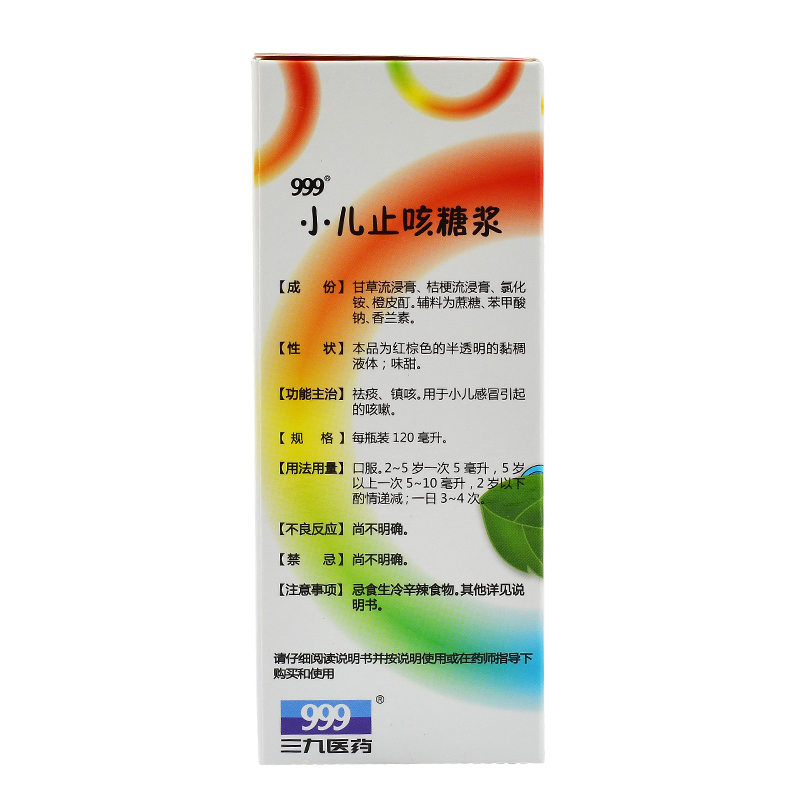 999®
小儿止咳糖浆
【成 份】甘草流浸膏、桔梗流浸膏、氯化
铵、橙皮酊。辅料为蔗糖、苯甲酸
钠、香兰素。
【性 状】本品为红棕色的半透明的黏稠
液体；味甜。
【功能主治】祛痰、镇咳。用于小儿感冒引起
的咳嗽。
【规 格】每瓶装 120 毫升。
【用法用量】口服。2~5 岁一次 5 毫升，5 岁
以上一次 5~10 毫升，2 岁以下
酌情递减；一日 3~4 次。
【不良反应】尚不明确。
【禁 忌】尚不明确。
【注意事项】忌食生冷辛辣食物。其他详见说
明书。
请仔细阅读说明书并按说明使用或在药师指导下
购买和使用
999®
三九医药